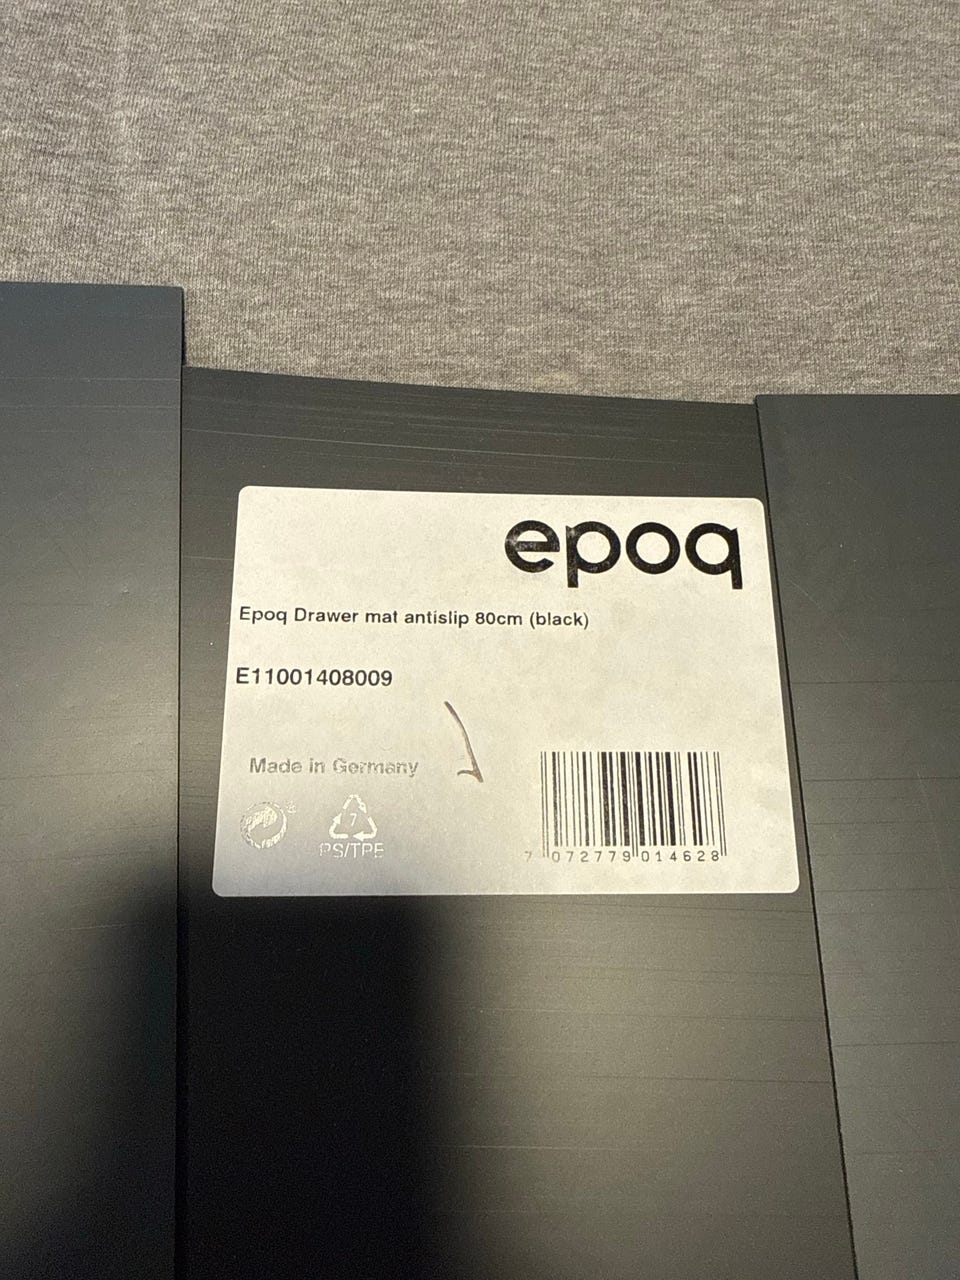 epoq
Epoq Drawer mat antislip 80cm (black)
E11001408009
Made in Germany
7
PS/TPE
7 072779 014628